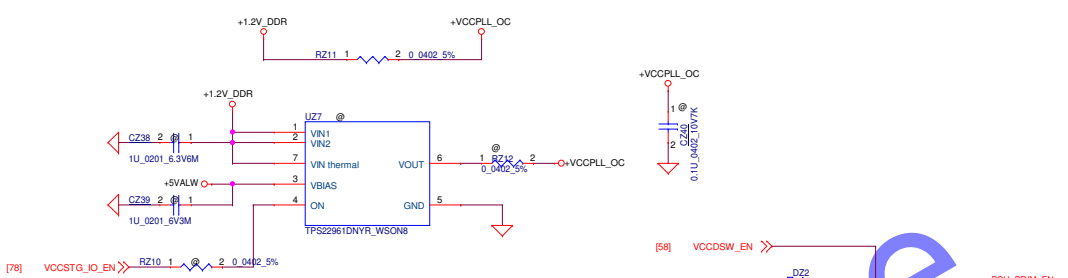 +1.2V_DDR
+VCCPLL_OC
RZ11 1 2 0_0402_5%
+VCCPLL_OC
+1.2V_DDR
UZ7 @
1 @
CZ40
2
0.1U_0402_10V7K
CZ38 2 @ 1
1U_0201_6.3V6M
1 VIN1
2 VIN2
7 VIN thermal
VOUT 6
@
1 RZ12 2
0_0402_5%
+VCCPLL_OC
+5VALW
3 VBIAS
CZ39 2 @ 1
1U_0201_6V3M
4 ON
GND 5
TPS22961DNYR_WSON8
[58] VCCDSW_EN
[78] VCCSTG_IO_EN
RZ10 1 @ 2 0_0402_5%
DZ2
e